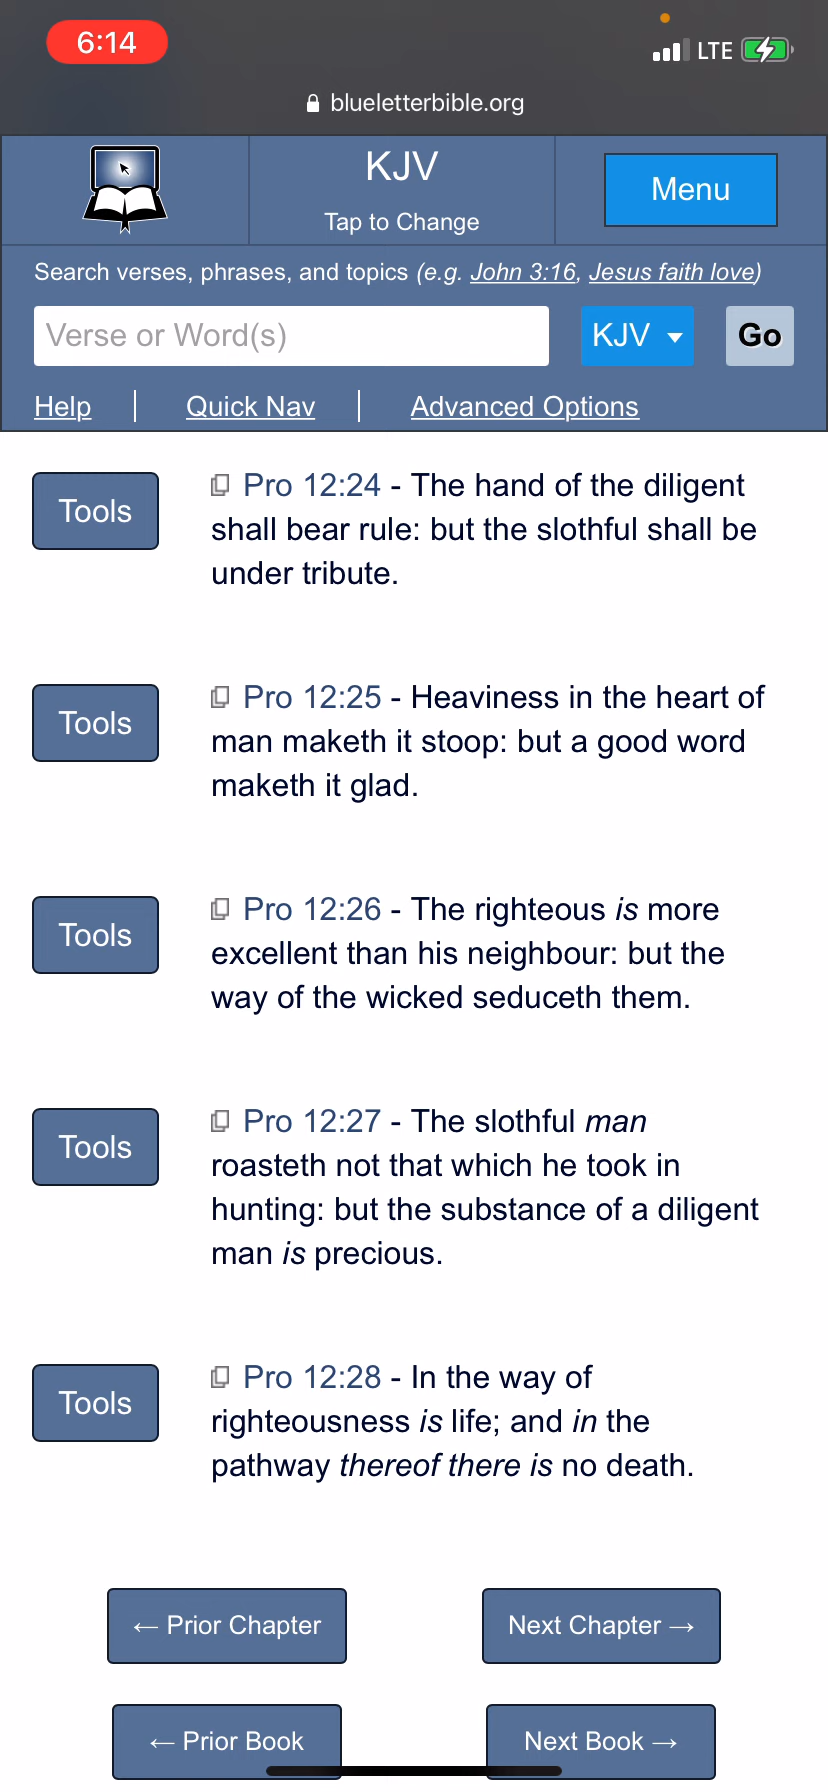 6:14
LTE
blueletterbible.org
KJV
Tap to Change
Menu
Search verses, phrases, and topics (e.g. John 3:16, Jesus faith love)
Verse or Word(s)
KJV
Go
Help
Quick Nav
Advanced Options
Tools
Pro 12:24 - The hand of the diligent
shall bear rule: but the slothful shall be
under tribute.
Tools
Pro 12:25 - Heaviness in the heart of
man maketh it stoop: but a good word
maketh it glad.
Tools
Pro 12:26 - The righteous is more
excellent than his neighbour: but the
way of the wicked seduceth them.
Tools
Pro 12:27 - The slothful man
roasteth not that which he took in
hunting: but the substance of a diligent
man is precious.
Tools
Pro 12:28 - In the way of
righteousness is life; and in the
pathway thereof there is no death.
← Prior Chapter
Next Chapter →
← Prior Book
Next Book →